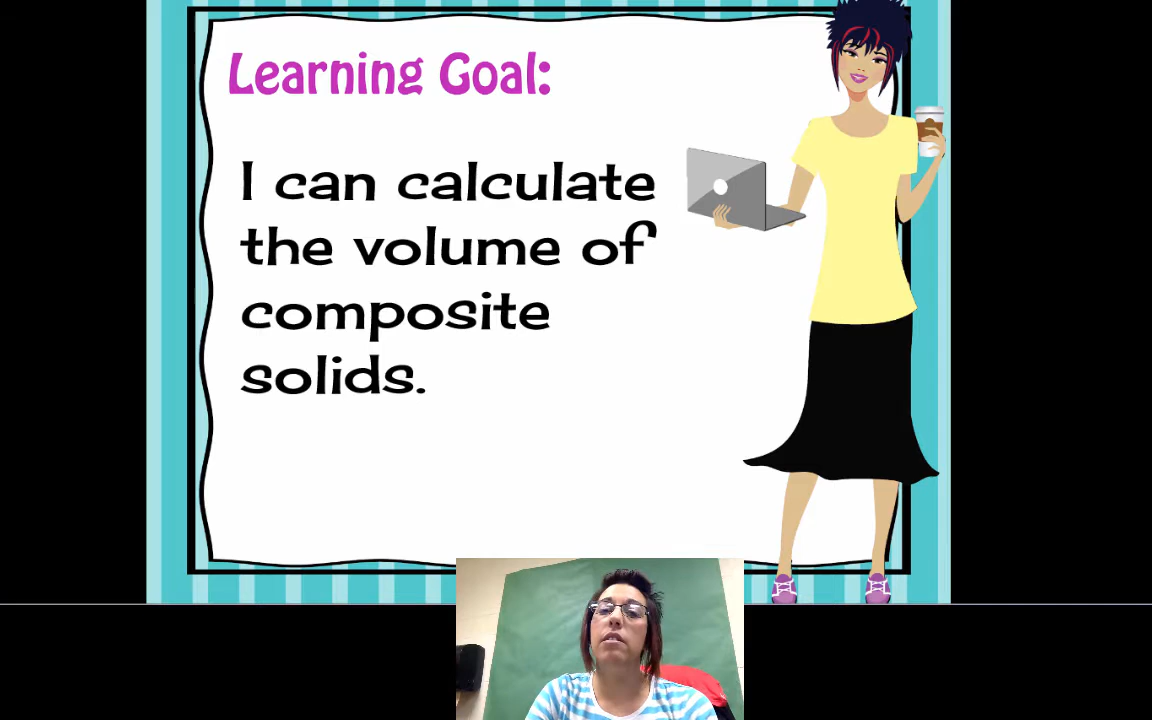 Learning Goal:
I can calculate
the volume of
composite
solids.